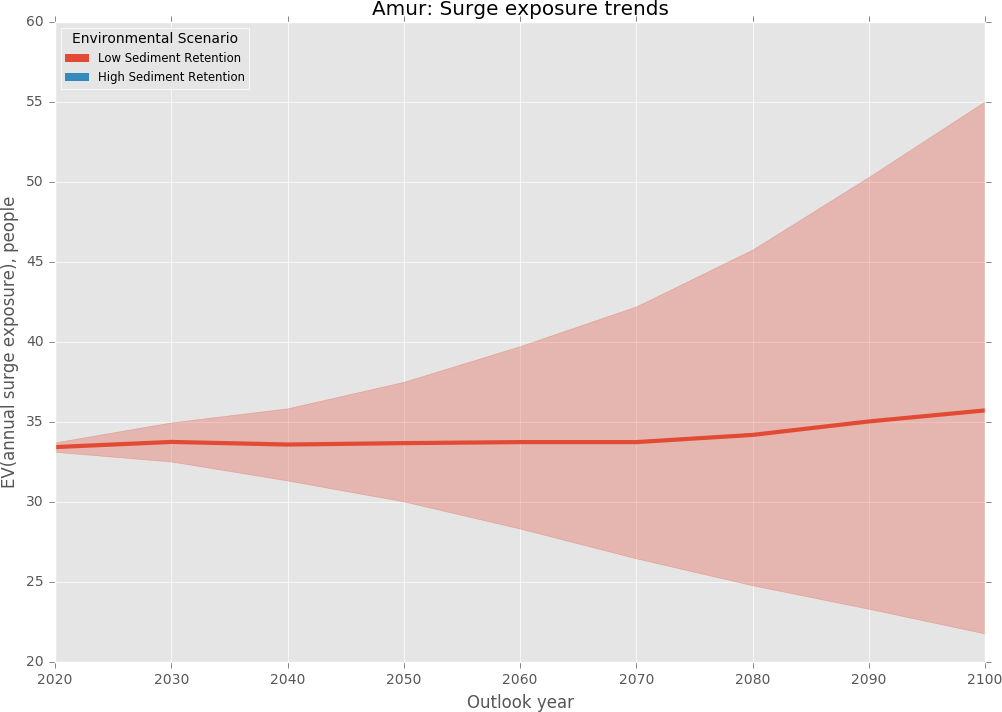 Amur: Surge exposure trends
Environmental Scenario
Low Sediment Retention
High Sediment Retention
EV(annual surge exposure), people
60
55
50
45
40
35
30
25
20
2020 2030 2040 2050 2060 2070 2080 2090 2100
Outlook year